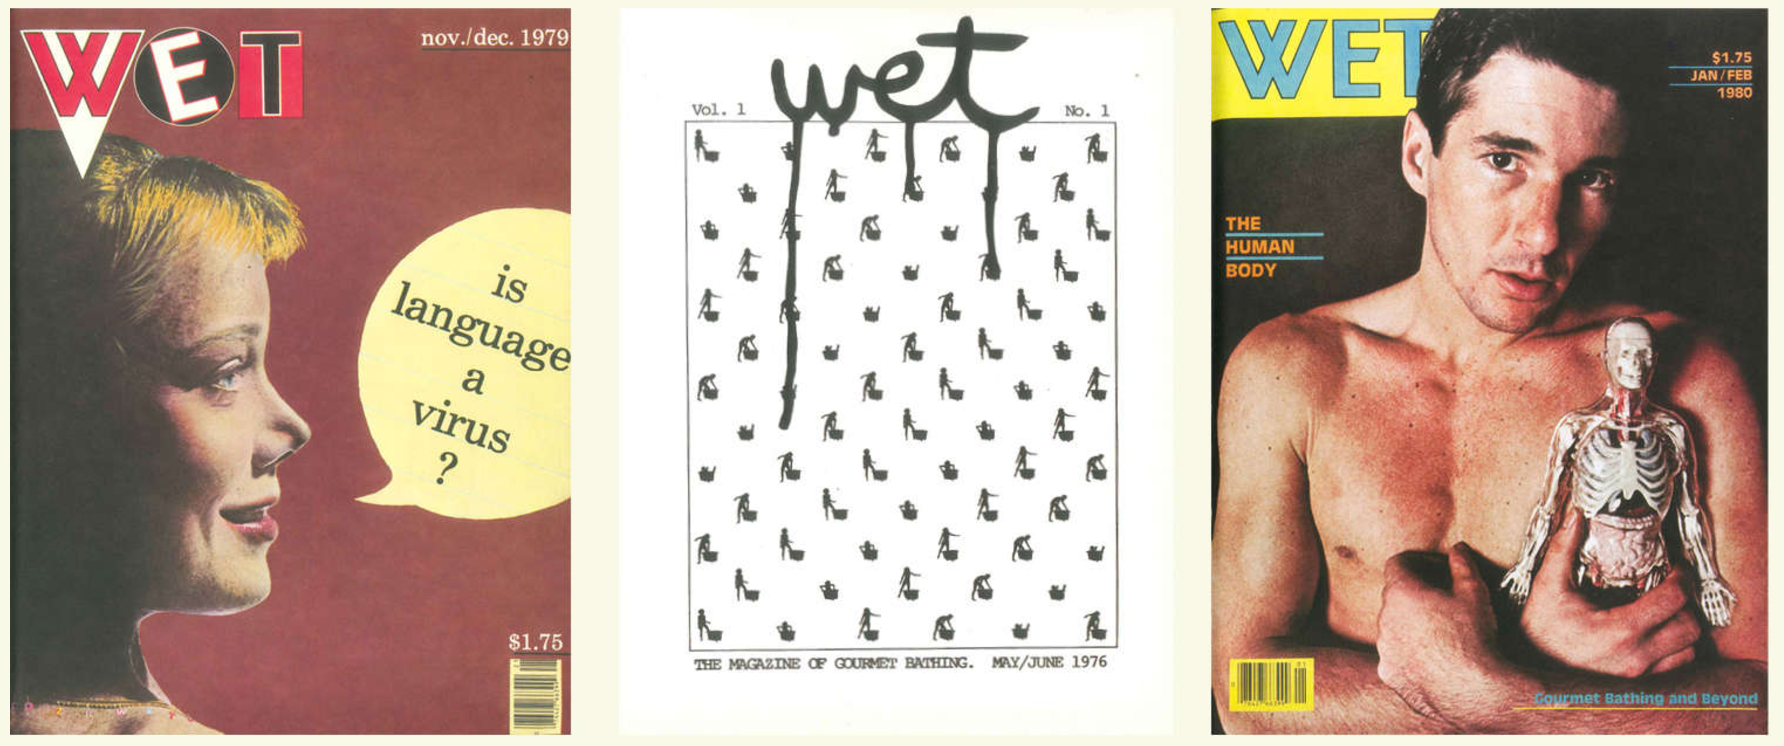 WET
nov./dec. 1979
is
language
a
virus
?
$1.75
wet
Vol. 1
No. 1
THE MAGAZINE OF GOURMET BATHING. MAY/JUNE 1976
WET
$1.75
JAN/FEB
1980
THE
HUMAN
BODY
Gourmet Bathing and Beyond